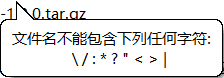 -1 0.tar.gz
文件名不能包含下列任何字符:
\ / : * ? " < > |